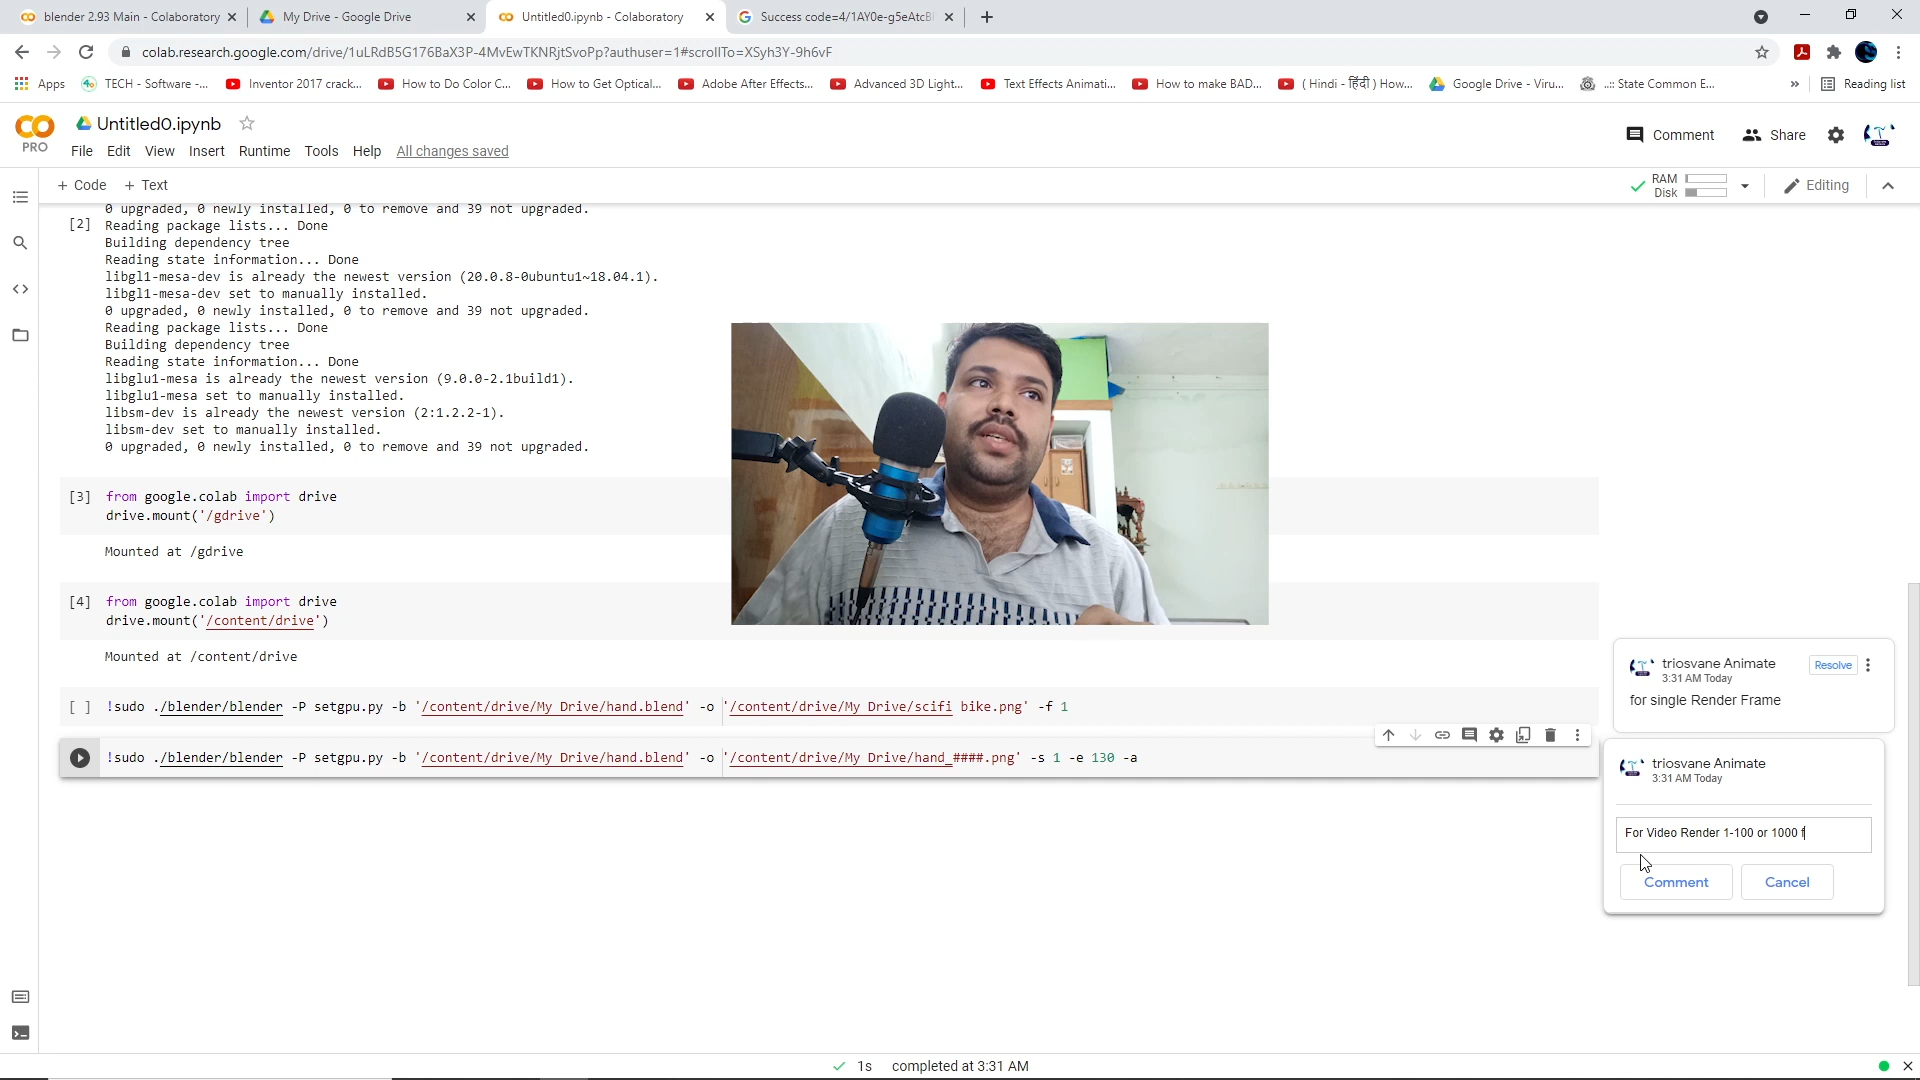 blender 2.93 Main - Colaboratory
My Drive - Google Drive
Untitled0.ipynb - Colaboratory
Success code=4/1AY0e-g5eAtcB
colab.research.google.com/drive/1uLRdB5G176BaX3P-4MvEwTKNRjtSvoPp?authuser=1#scrollTo=XSyh3Y-9h6vF
Apps
TECH - Software -...
Inventor 2017 crack...
How to Do Color C...
How to Get Optical...
Adobe After Effects...
Advanced 3D Light...
Text Effects Animati...
How to make BAD...
( Hindi - हिंदी ) How...
Google Drive - Viru...
..:: State Common E...
»
Reading list
CO
PRO
Untitled0.ipynb
File Edit View Insert Runtime Tools Help All changes saved
Comment
Share
+ Code + Text
RAM
Disk
Editing
0 upgraded, 0 newly installed, 0 to remove and 39 not upgraded.
[2] Reading package lists... Done
Building dependency tree
Reading state information... Done
libgl1-mesa-dev is already the newest version (20.0.8-0ubuntu1~18.04.1).
libgl1-mesa-dev set to manually installed.
0 upgraded, 0 newly installed, 0 to remove and 39 not upgraded.
Reading package lists... Done
Building dependency tree
Reading state information... Done
libglu1-mesa is already the newest version (9.0.0-2.1build1).
libglu1-mesa set to manually installed.
libsm-dev is already the newest version (2:1.2.2-1).
libsm-dev set to manually installed.
0 upgraded, 0 newly installed, 0 to remove and 39 not upgraded.
[3] from google.colab import drive
drive.mount('/gdrive')
Mounted at /gdrive
[4] from google.colab import drive
drive.mount('/content/drive')
Mounted at /content/drive
[ ] !sudo ./blender/blender -P setgpu.py -b '/content/drive/My Drive/hand.blend' -o '/content/drive/My Drive/scifi bike.png' -f 1
!sudo ./blender/blender -P setgpu.py -b '/content/drive/My Drive/hand.blend' -o '/content/drive/My Drive/hand_####.png' -s 1 -e 130 -a
triosvane Animate
Resolve
3:31 AM Today
for single Render Frame
triosvane Animate
3:31 AM Today
For Video Render 1-100 or 1000 f
Comment
Cancel
1s completed at 3:31 AM